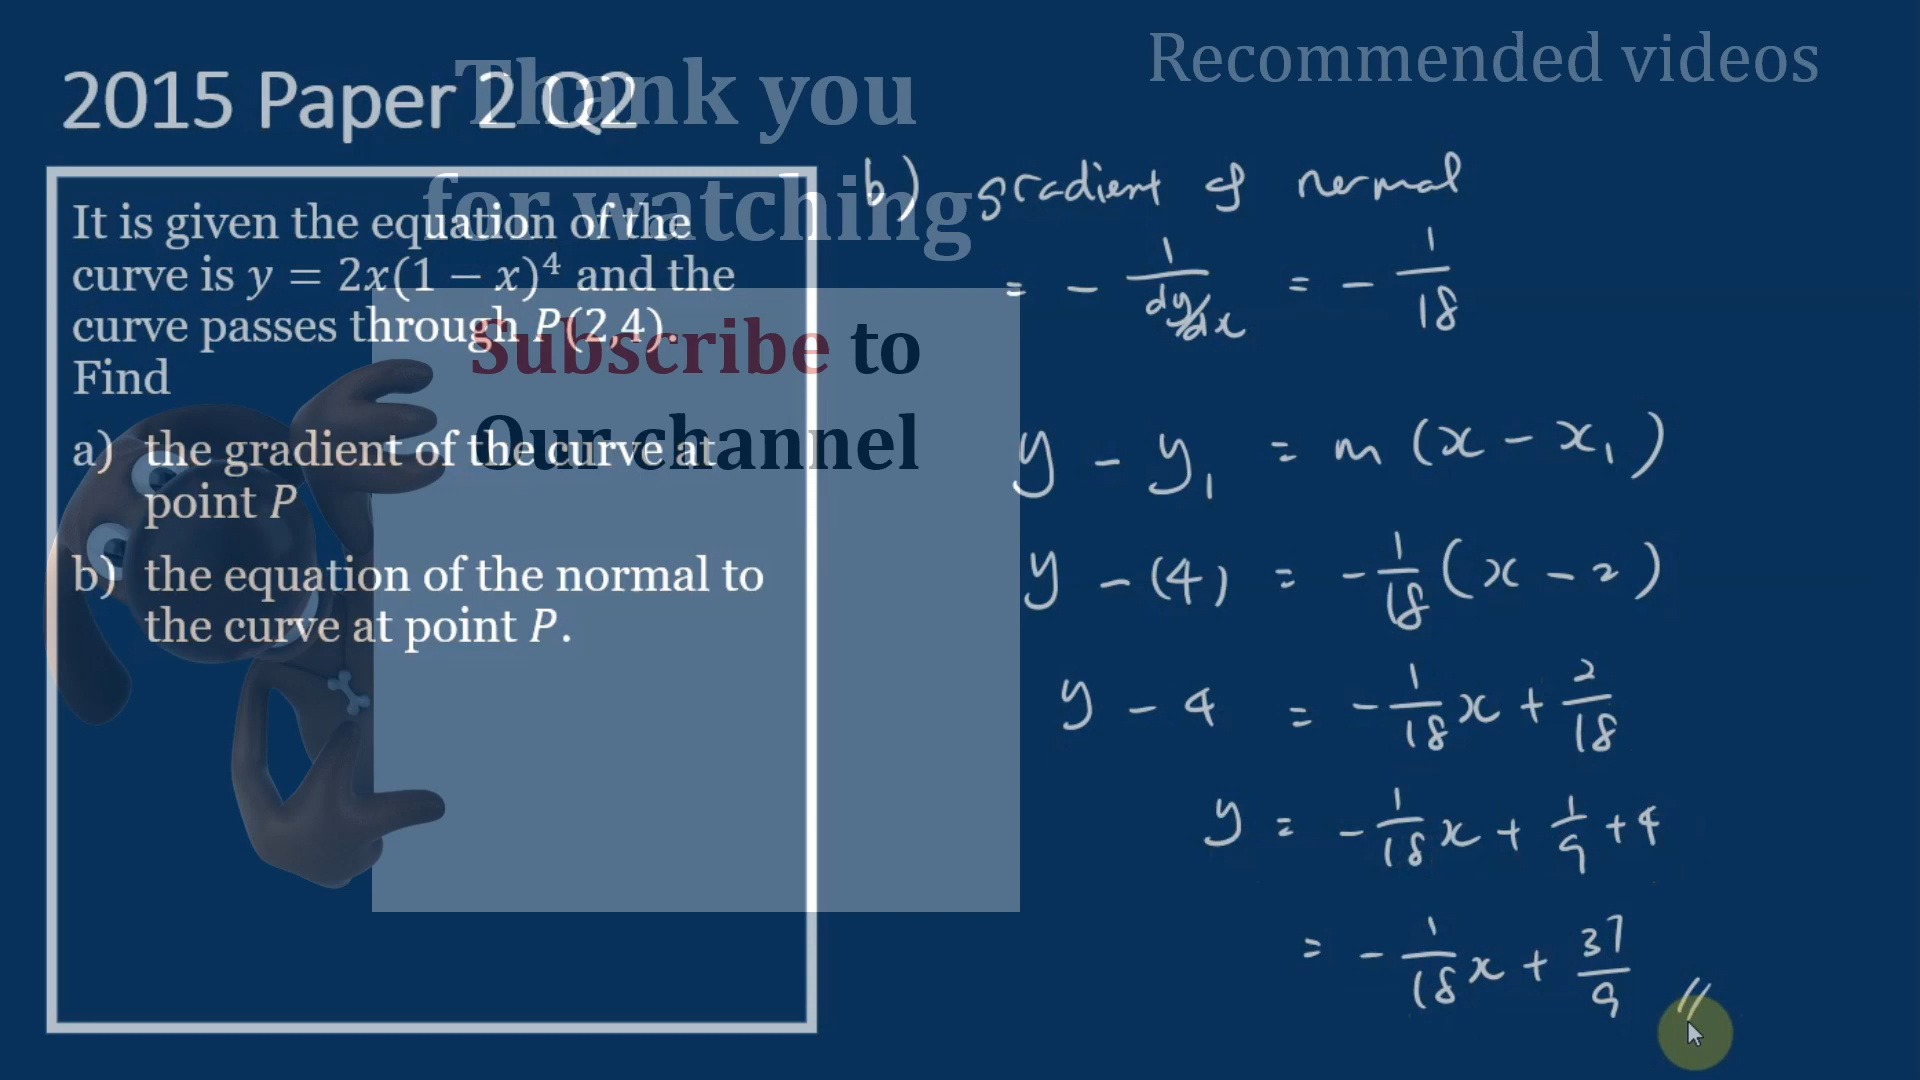 2015 Paper 2 Q2
Thank you
for watching
Recommended videos
It is given the equation of the
curve is y = 2x(1 − x)⁴ and the
curve passes through P(2,4).
Find
a) the gradient of the curve at
point P
b) the equation of the normal to
the curve at point P.
Subscribe to
Our channel
b) gradient of normal
= - 1/(dy/dx) = - 1/18
y - y₁ = m (x - x₁)
y - (4) = - 1/18 (x - 2)
y - 4 = - 1/18 x + 2/18
y = - 1/18 x + 1/9 + 4
= - 1/18 x + 37/9 //